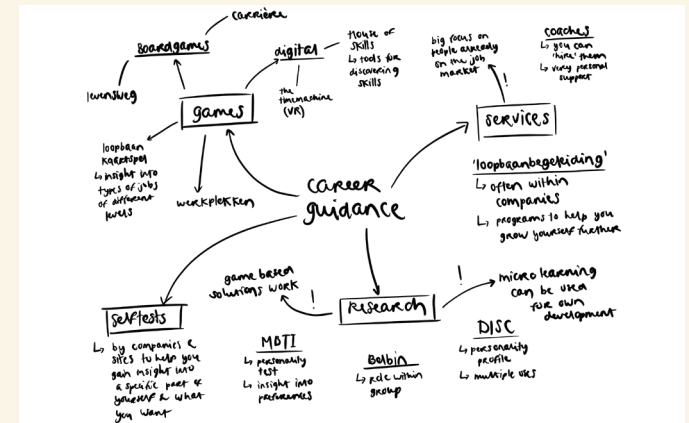 carrière
boardgames
levensweg
digital
House of
skills
↳ tools for
discovering
skills
the
timemachine
(VR)
games
loopbaan
kaartspel
↳ insight into
types of jobs
of different
levels
werkplekken
big focus on
people already
on the job
market
!
coaches
↳ you can
'hire' them
↳ very personal
support
services
'loopbaanbegeleiding'
↳ often within
companies
↳ programs to help you
grow yourself further
career
guidance
selftests
↳ by companies &
sites to help you
gain insight into
a specific part of
yourself & what
you want
game based
solutions work
!
research
!
micro learning
can be used
for own
development
MBTI
↳ personality
test
↳ insight into
preferences
Belbin
↳ role within
group
DISC
↳ personality
profile
↳ multiple uses